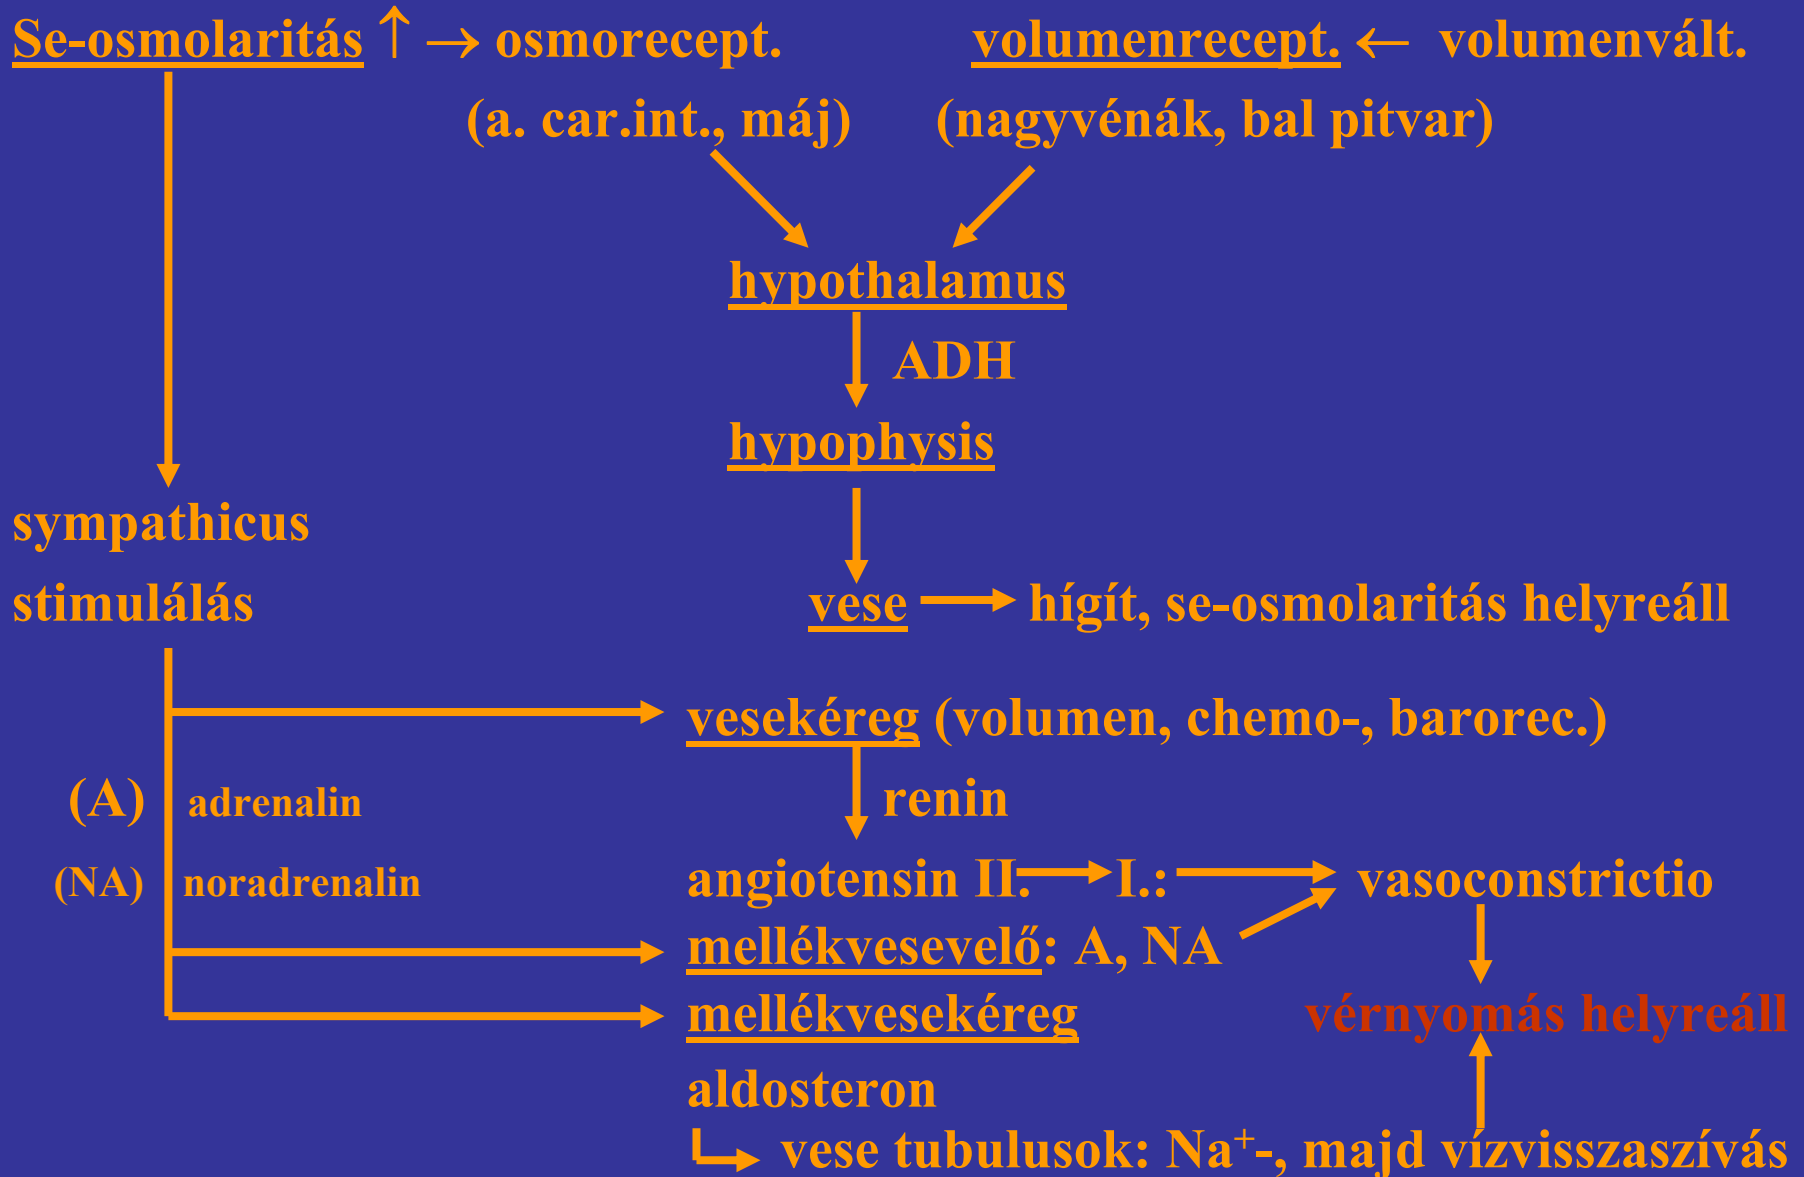 Se-osmolaritás ↑ → osmorecept. volumenrecept. ← volumenvált.
(a. car.int., máj) (nagyvénák, bal pitvar)
hypothalamus
ADH
hypophysis
sympathicus
stimulálás
vese → hígít, se-osmolaritás helyreáll
vesekéreg (volumen, chemo-, barorec.)
(A) adrenalin
renin
(NA) noradrenalin
angiotensin II. → I.: → vasoconstrictio
mellékvesevelő: A, NA
mellékvesekéreg
vérnyomás helyreáll
aldosteron
vese tubulusok: Na⁺-, majd vízvisszaszívás